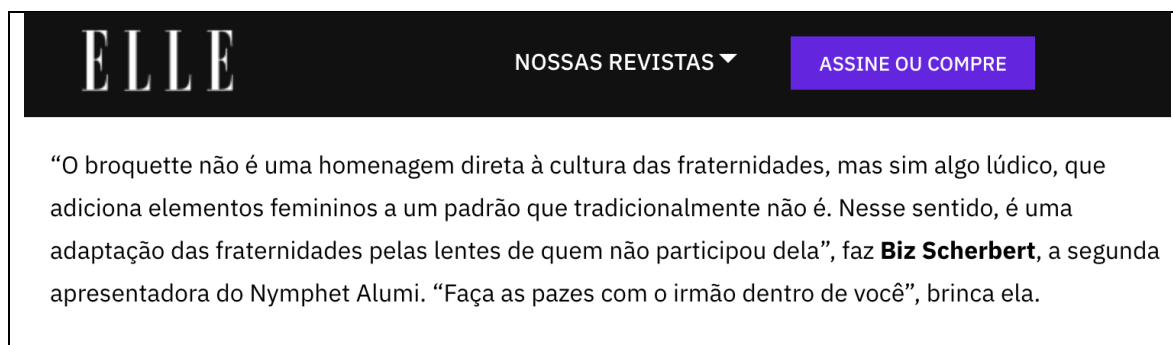 ELLE
NOSSAS REVISTAS
ASSINE OU COMPRE
“O broquette não é uma homenagem direta à cultura das fraternidades, mas sim algo lúdico, que
adiciona elementos femininos a um padrão que tradicionalmente não é. Nesse sentido, é uma
adaptação das fraternidades pelas lentes de quem não participou dela”, faz Biz Scherbert, a segunda
apresentadora do Nymphet Alumi. “Faça as pazes com o irmão dentro de você”, brinca ela.